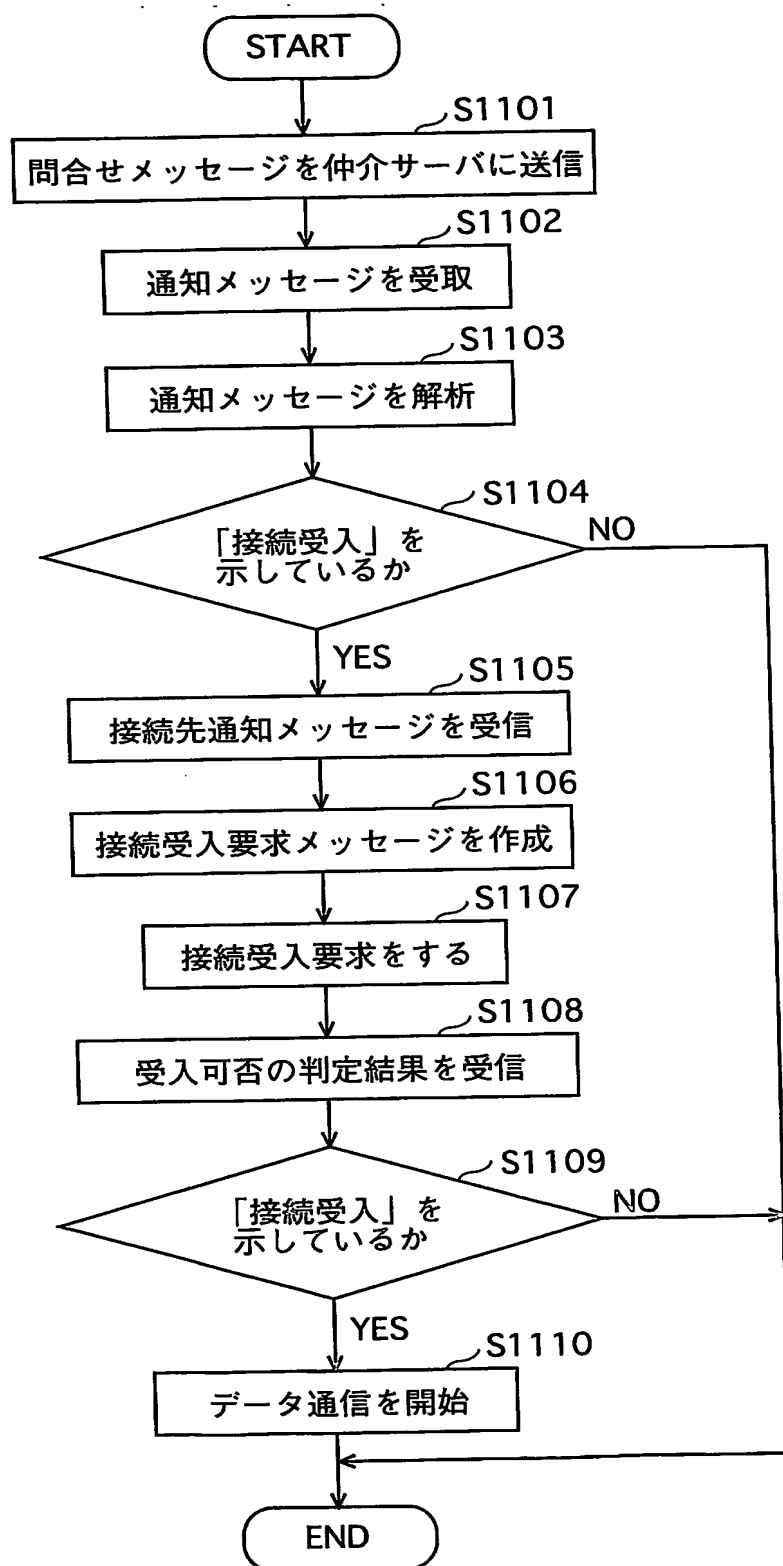 START
S1101
問合せメッセージを仲介サーバに送信
S1102
通知メッセージを受取
S1103
通知メッセージを解析
S1104
「接続受入」を
示しているか
NO
YES
S1105
接続先通知メッセージを受信
S1106
接続受入要求メッセージを作成
S1107
接続受入要求をする
S1108
受入可否の判定結果を受信
S1109
「接続受入」を
示しているか
NO
YES
S1110
データ通信を開始
END